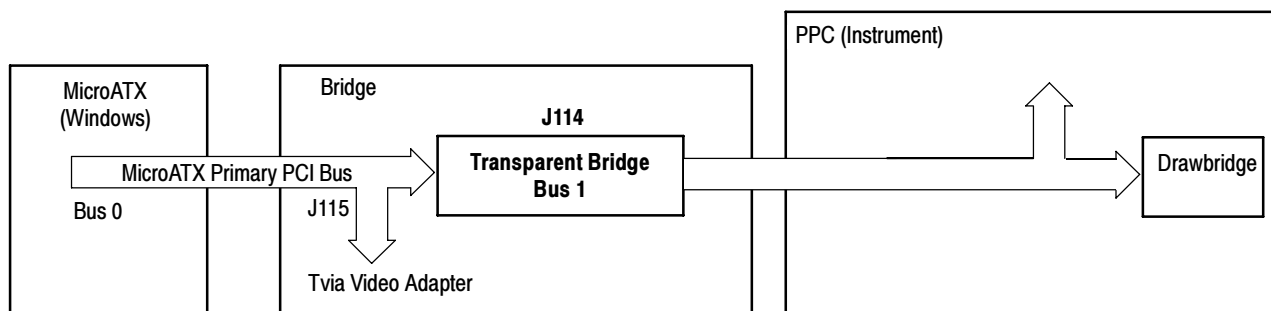 PPC (Instrument)
MicroATX
(Windows)
Bridge
J114
Transparent Bridge
Bus 1
MicroATX Primary PCI Bus
Drawbridge
Bus 0
J115
Tvia Video Adapter